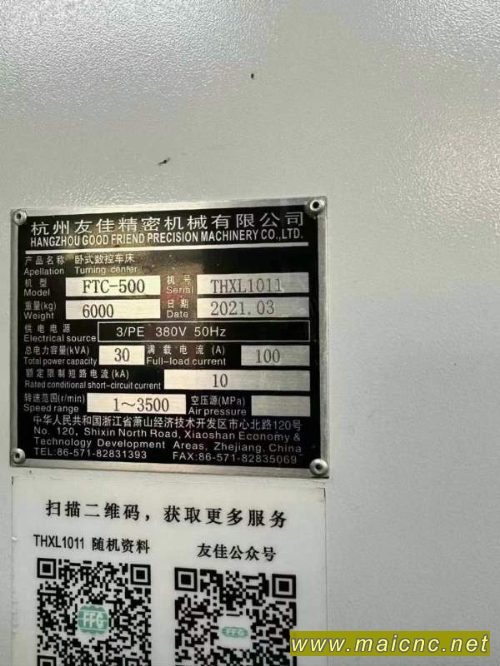 杭州友佳精密机械有限公司
HANGZHOU GOOD FRIEND PRECISION MACHINERY CO.,LTD.
产品名称 卧式数控车床
Apellation Turning center
机型 FTC-500 机号 THXL1011
Model Serial
重量(kg) 6000 日期 2021.03
Weight Date
供电电源 3/PE 380V 50Hz
Electrical source
总电力容量(kVA) 30 满载电流(A) 100
Total power capacity Full-load current
额定限制短路电流(kA) 10
Rated conditional short-circuit current
转速范围(r/min) 1~3500 空压源(MPa)
Speed range Air pressure
中华人民共和国浙江省萧山经济技术开发区市心北路120号
No. 120, Shixin North Road, Xiaoshan Economy &
Technology Development Areas, Zhejiang, China
TEL:86-571-82831393 FAX:86-571-82835069
扫描二维码，获取更多服务
THXL1011 随机资料 友佳公众号
FFG FFG
www.maicnc.net